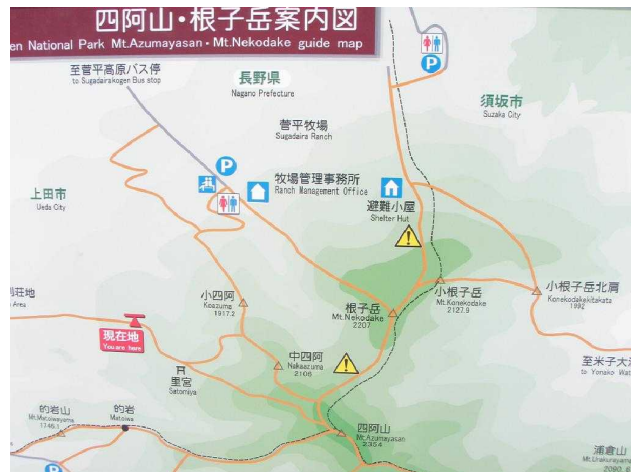 四阿山・根子岳案内図
en National Park Mt.Azumayasan・Mt.Nekodake guide map
至菅平高原バス停
to Sugadairakogen Bus stop
長野県
Nagano Prefecture
P
須坂市
Suzaka City
菅平牧場
Sugadaira Ranch
P
牧場管理事務所
Ranch Management Office
上田市
Ueda City
避難小屋
Shelter Hut
小四阿
Koazuma
1917.2
根子岳
Mt.Nekodake
2207
小根子岳
Mt.Konekodake
2127.9
小根子岳北肩
Konekodakekitakata
別荘地
Area
現在地
You are here
里宮
Satomiya
中四阿
Nakaazuma
2106
至米子大
to Yonako Wat
的岩山
Mt.Matoiwayama
1746.1
的岩
Matoiwa
四阿山
Mt.Azumayasan
2354
浦倉山
Mt.Urakurayama
P